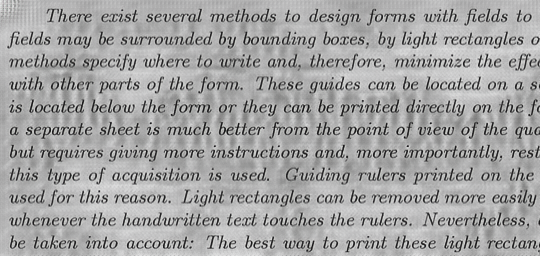 There exist several methods to design forms with fields to
fields may be surrounded by bounding boxes, by light rectangles o
methods specify where to write and, therefore, minimize the effe
with other parts of the form. These guides can be located on a s
is located below the form or they can be printed directly on the fo
a separate sheet is much better from the point of view of the qua
but requires giving more instructions and, more importantly, rest
this type of acquisition is used. Guiding rulers printed on the
used for this reason. Light rectangles can be removed more easily
whenever the handwritten text touches the rulers. Nevertheless,
be taken into account: The best way to print these light rectang